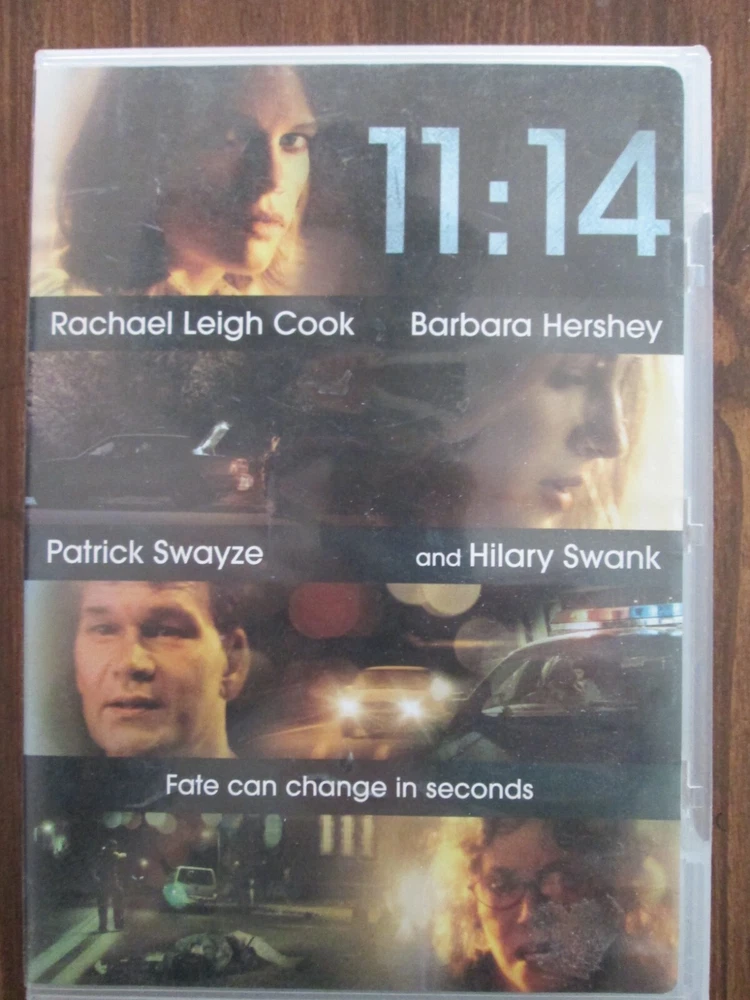 11:14
Rachael Leigh Cook
Barbara Hershey
Patrick Swayze
and Hilary Swank
Fate can change in seconds